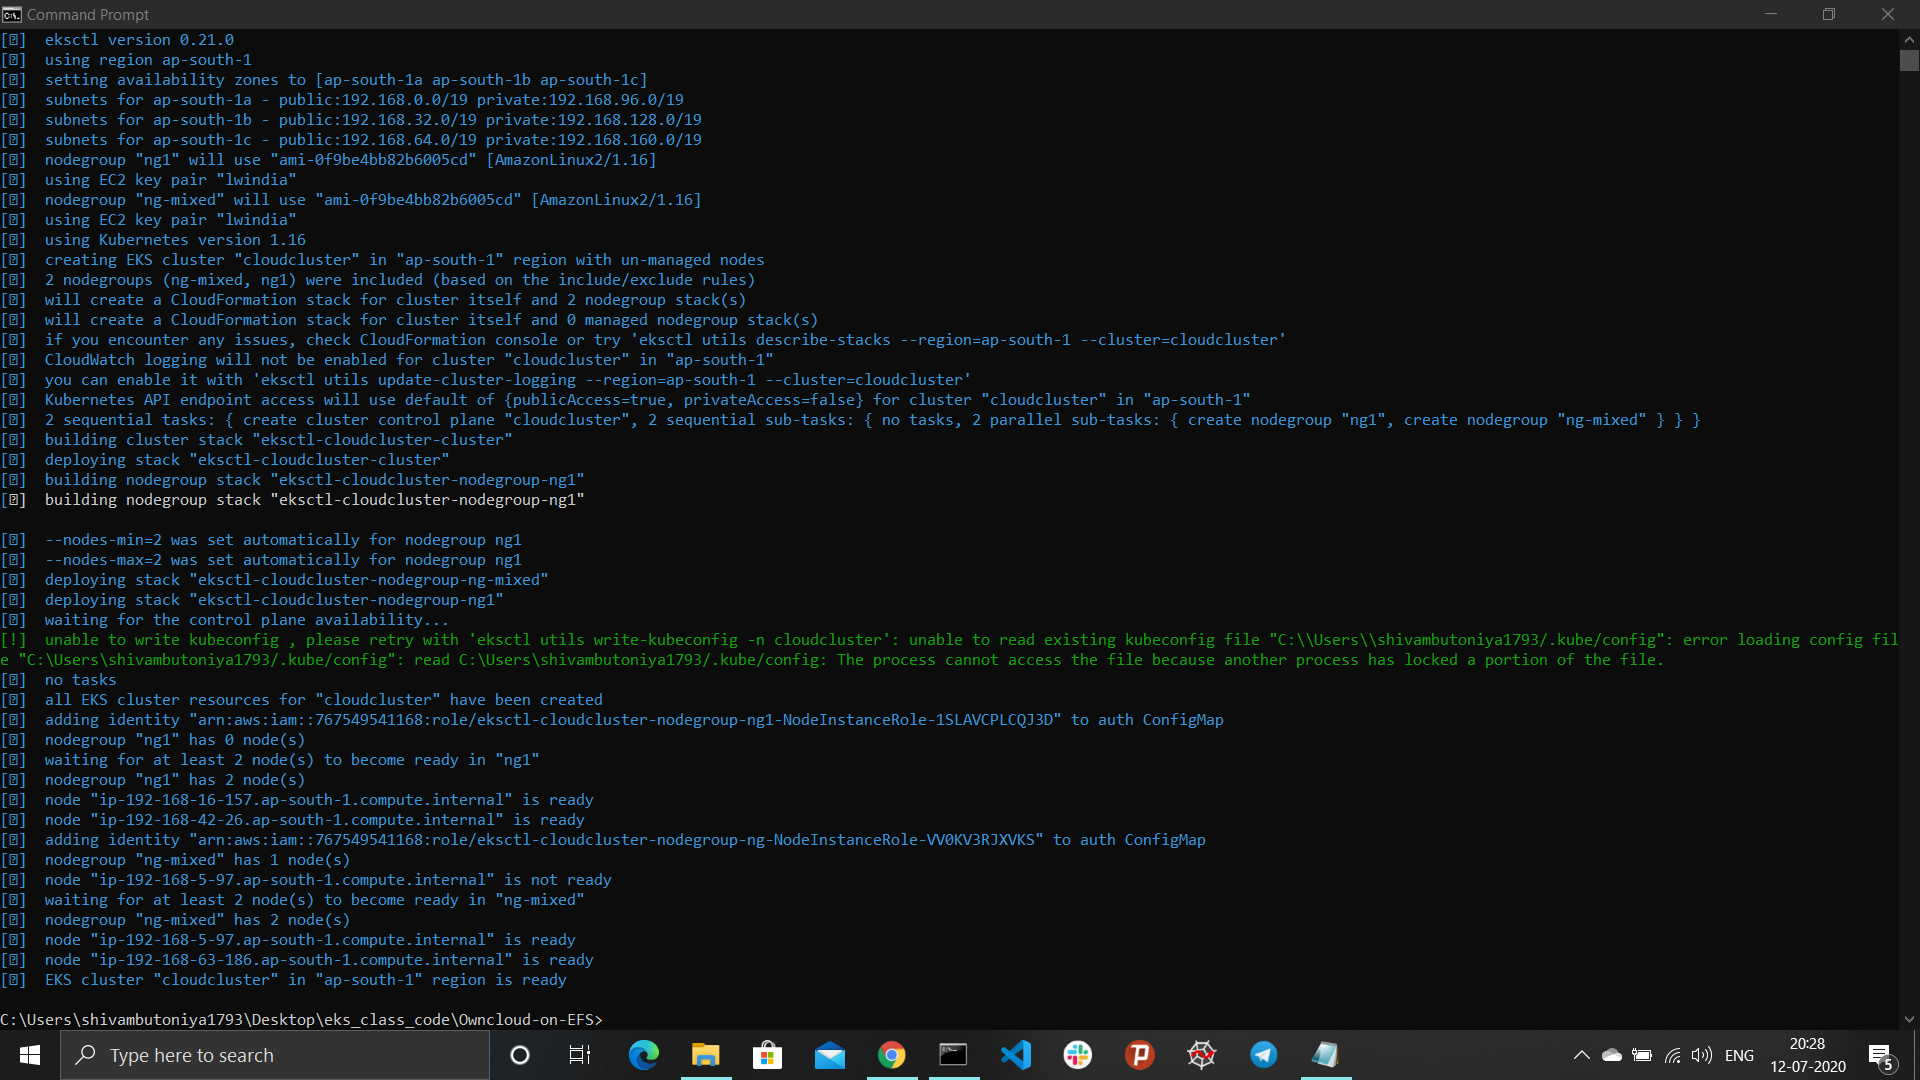 Command Prompt
[?]  eksctl version 0.21.0
[?]  using region ap-south-1
[?]  setting availability zones to [ap-south-1a ap-south-1b ap-south-1c]
[?]  subnets for ap-south-1a - public:192.168.0.0/19 private:192.168.96.0/19
[?]  subnets for ap-south-1b - public:192.168.32.0/19 private:192.168.128.0/19
[?]  subnets for ap-south-1c - public:192.168.64.0/19 private:192.168.160.0/19
[?]  nodegroup "ng1" will use "ami-0f9be4bb82b6005cd" [AmazonLinux2/1.16]
[?]  using EC2 key pair "lwindia"
[?]  nodegroup "ng-mixed" will use "ami-0f9be4bb82b6005cd" [AmazonLinux2/1.16]
[?]  using EC2 key pair "lwindia"
[?]  using Kubernetes version 1.16
[?]  creating EKS cluster "cloudcluster" in "ap-south-1" region with un-managed nodes
[?]  2 nodegroups (ng-mixed, ng1) were included (based on the include/exclude rules)
[?]  will create a CloudFormation stack for cluster itself and 2 nodegroup stack(s)
[?]  will create a CloudFormation stack for cluster itself and 0 managed nodegroup stack(s)
[?]  if you encounter any issues, check CloudFormation console or try 'eksctl utils describe-stacks --region=ap-south-1 --cluster=cloudcluster'
[?]  CloudWatch logging will not be enabled for cluster "cloudcluster" in "ap-south-1"
[?]  you can enable it with 'eksctl utils update-cluster-logging --region=ap-south-1 --cluster=cloudcluster'
[?]  Kubernetes API endpoint access will use default of {publicAccess=true, privateAccess=false} for cluster "cloudcluster" in "ap-south-1"
[?]  2 sequential tasks: { create cluster control plane "cloudcluster", 2 sequential sub-tasks: { no tasks, 2 parallel sub-tasks: { create nodegroup "ng1", create nodegroup "ng-mixed" } } }
[?]  building cluster stack "eksctl-cloudcluster-cluster"
[?]  deploying stack "eksctl-cloudcluster-cluster"
[?]  building nodegroup stack "eksctl-cloudcluster-nodegroup-ng1"
[?]  building nodegroup stack "eksctl-cloudcluster-nodegroup-ng1"
[?]  --nodes-min=2 was set automatically for nodegroup ng1
[?]  --nodes-max=2 was set automatically for nodegroup ng1
[?]  deploying stack "eksctl-cloudcluster-nodegroup-ng-mixed"
[?]  deploying stack "eksctl-cloudcluster-nodegroup-ng1"
[?]  waiting for the control plane availability...
[!]  unable to write kubeconfig , please retry with 'eksctl utils write-kubeconfig -n cloudcluster': unable to read existing kubeconfig file "C:\\Users\\shivambutoniya1793/.kube/config": error loading config fil
e "C:\Users\shivambutoniya1793/.kube/config": read C:\Users\shivambutoniya1793/.kube/config: The process cannot access the file because another process has locked a portion of the file.
[?]  no tasks
[?]  all EKS cluster resources for "cloudcluster" have been created
[?]  adding identity "arn:aws:iam::767549541168:role/eksctl-cloudcluster-nodegroup-ng1-NodeInstanceRole-1SLAVCPLCQJ3D" to auth ConfigMap
[?]  nodegroup "ng1" has 0 node(s)
[?]  waiting for at least 2 node(s) to become ready in "ng1"
[?]  nodegroup "ng1" has 2 node(s)
[?]  node "ip-192-168-16-157.ap-south-1.compute.internal" is ready
[?]  node "ip-192-168-42-26.ap-south-1.compute.internal" is ready
[?]  adding identity "arn:aws:iam::767549541168:role/eksctl-cloudcluster-nodegroup-ng-NodeInstanceRole-VV0KV3RJXVKS" to auth ConfigMap
[?]  nodegroup "ng-mixed" has 1 node(s)
[?]  node "ip-192-168-5-97.ap-south-1.compute.internal" is not ready
[?]  waiting for at least 2 node(s) to become ready in "ng-mixed"
[?]  nodegroup "ng-mixed" has 2 node(s)
[?]  node "ip-192-168-5-97.ap-south-1.compute.internal" is ready
[?]  node "ip-192-168-63-186.ap-south-1.compute.internal" is ready
[?]  EKS cluster "cloudcluster" in "ap-south-1" region is ready
C:\Users\shivambutoniya1793\Desktop\eks_class_code\Owncloud-on-EFS>
Type here to search
ENG
20:28
12-07-2020
5